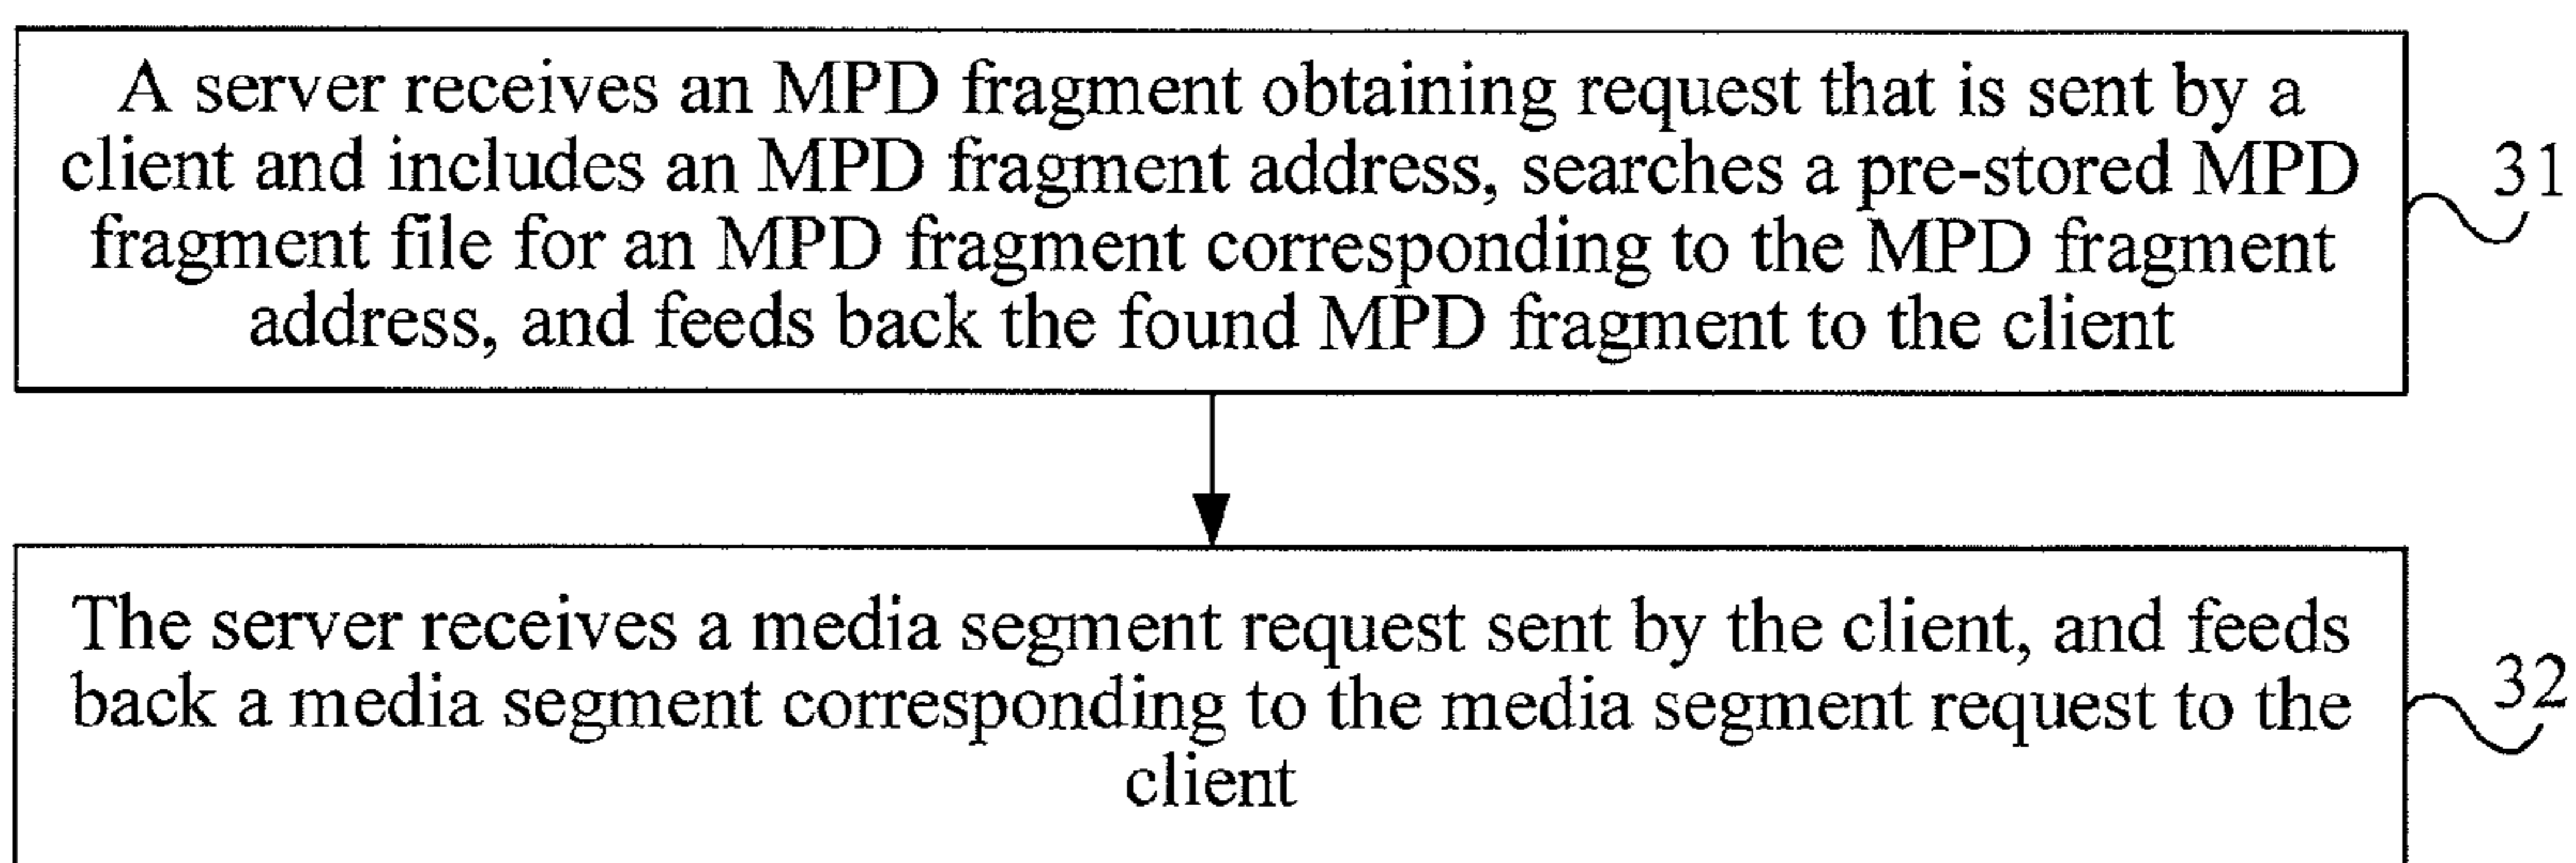 A server receives an MPD fragment obtaining request that is sent by a
client and includes an MPD fragment address, searches a pre-stored MPD
fragment file for an MPD fragment corresponding to the MPD fragment
address, and feeds back the found MPD fragment to the client
31
The server receives a media segment request sent by the client, and feeds
back a media segment corresponding to the media segment request to the
client
32